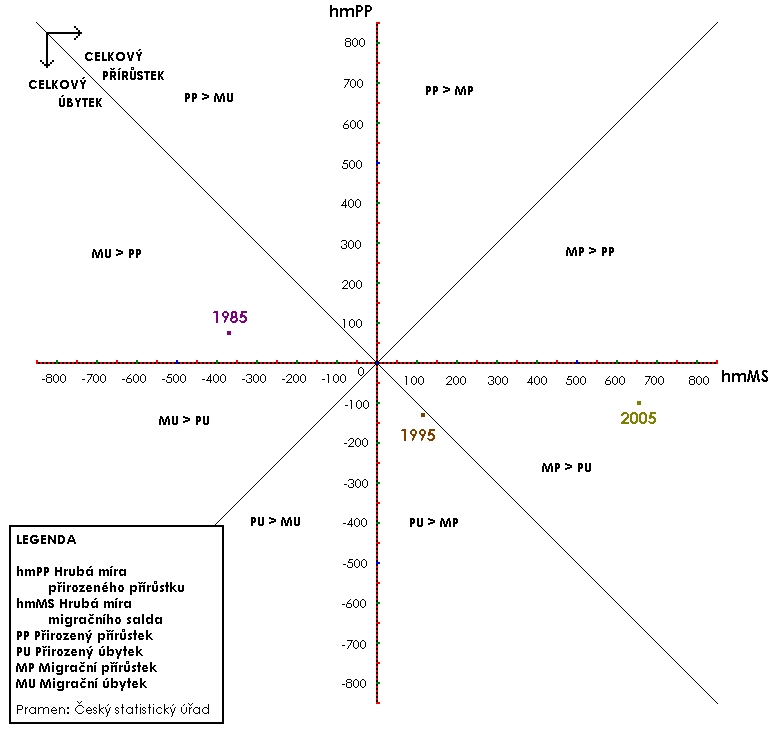 hmPP
CELKOVÝ
PŘÍRŮSTEK
CELKOVÝ
ÚBYTEK
PP > MU
PP > MP
MU > PP
MP > PP
800
700
600
500
400
300
200
100
1985
-800 -700 -600 -500 -400 -300 -200 -100 0 100 200 300 400 500 600 700 800
hmMS
-100
-200
-300
-400
-500
-600
-700
-800
1995
2005
MU > PU
MP > PU
PU > MU
PU > MP
LEGENDA
hmPP Hrubá míra
přirozeného přírůstku
hmMS Hrubá míra
migračního salda
PP Přirozený přírůstek
PU Přirozený úbytek
MP Migrační přírůstek
MU Migrační úbytek
Pramen: Český statistický úřad